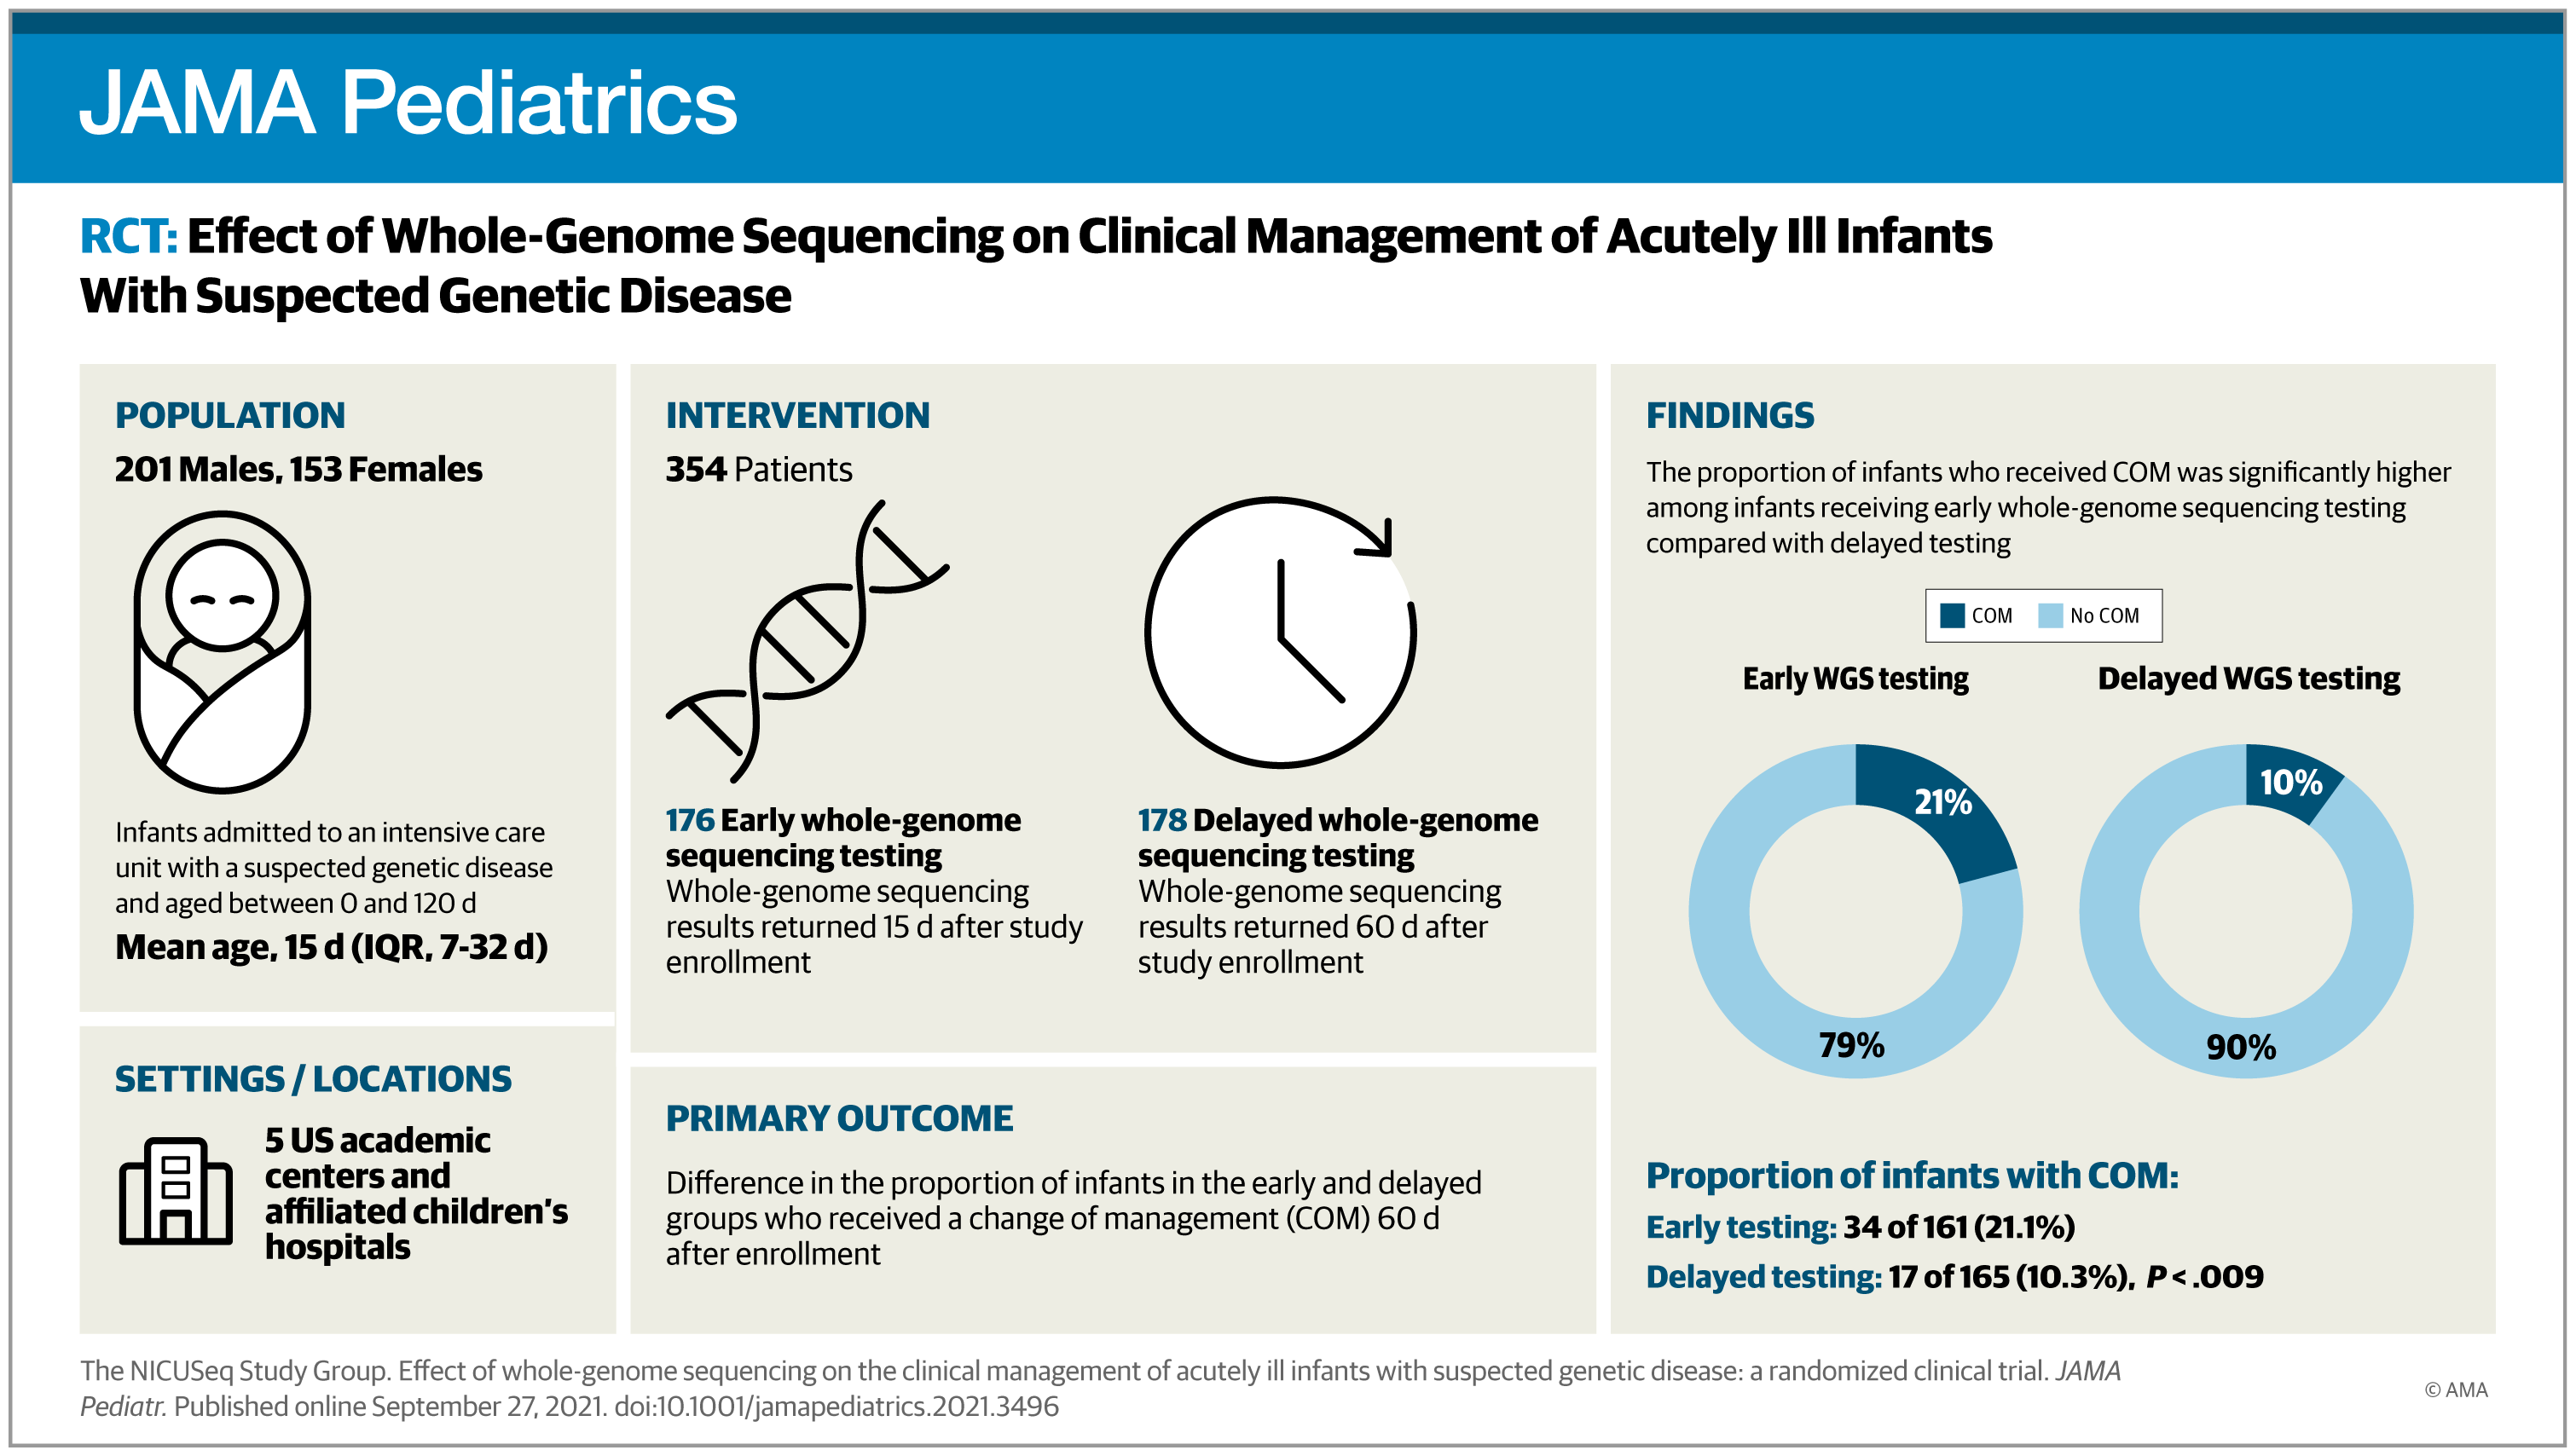 JAMA Pediatrics
RCT: Effect of Whole-Genome Sequencing on Clinical Management of Acutely Ill Infants
With Suspected Genetic Disease
POPULATION
201 Males, 153 Females
Infants admitted to an intensive care
unit with a suspected genetic disease
and aged between 0 and 120 d
Mean age, 15 d (IQR, 7-32 d)
SETTINGS / LOCATIONS
5 US academic
centers and
affiliated children's
hospitals
INTERVENTION
354 Patients
176 Early whole-genome
sequencing testing
Whole-genome sequencing
results returned 15 d after study
enrollment
178 Delayed whole-genome
sequencing testing
Whole-genome sequencing
results returned 60 d after
study enrollment
PRIMARY OUTCOME
Difference in the proportion of infants in the early and delayed
groups who received a change of management (COM) 60 d
after enrollment
FINDINGS
The proportion of infants who received COM was significantly higher
among infants receiving early whole-genome sequencing testing
compared with delayed testing
COM No COM
Early WGS testing
21%
79%
Delayed WGS testing
10%
90%
Proportion of infants with COM:
Early testing: 34 of 161 (21.1%)
Delayed testing: 17 of 165 (10.3%), P < .009
The NICUSeq Study Group. Effect of whole-genome sequencing on the clinical management of acutely ill infants with suspected genetic disease: a randomized clinical trial. JAMA
Pediatr. Published online September 27, 2021. doi:10.1001/jamapediatrics.2021.3496
© AMA